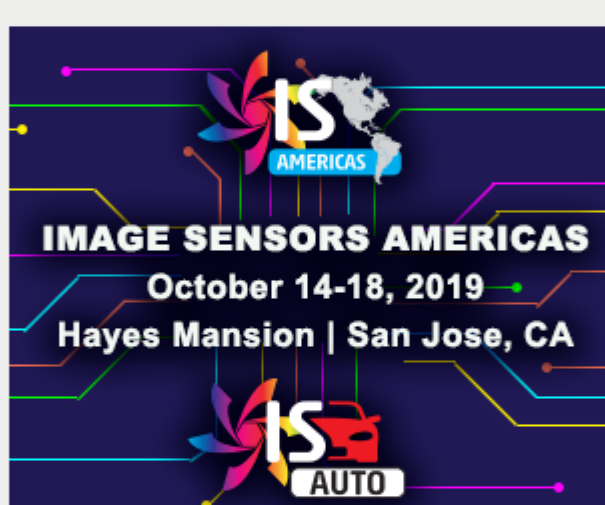 IS
AMERICAS
IMAGE SENSORS AMERICAS
October 14-18, 2019
Hayes Mansion | San Jose, CA
IS
AUTO